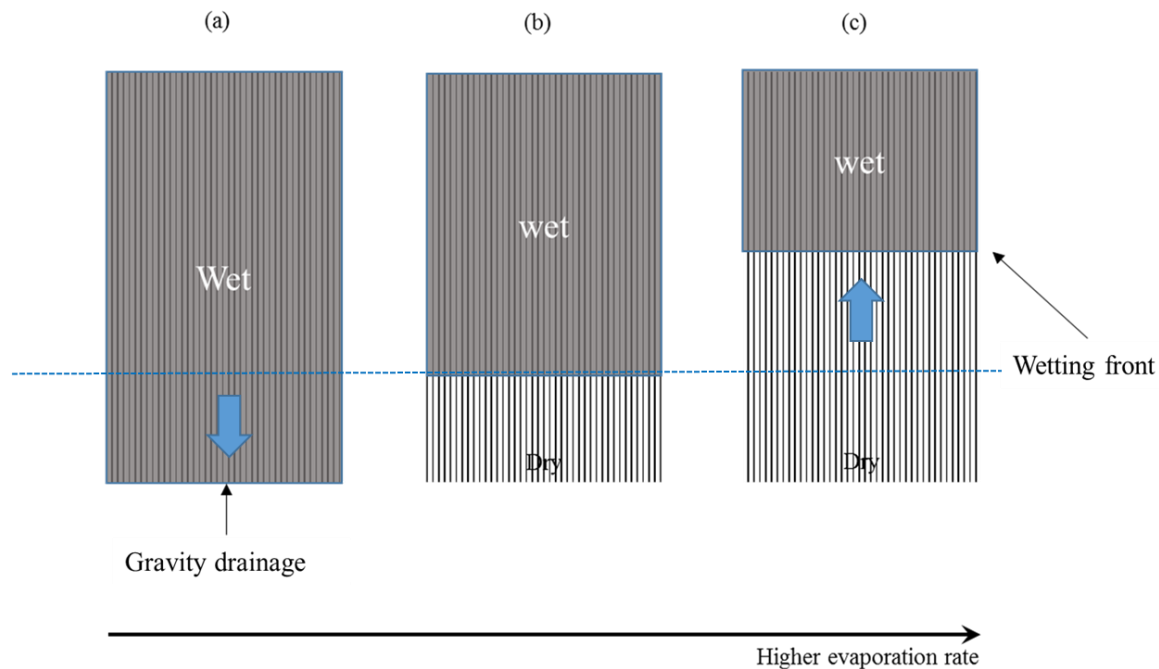 (a)
(b)
(c)
Wet
wet
wet
Wetting front
Dry
Dry
Gravity drainage
Higher evaporation rate